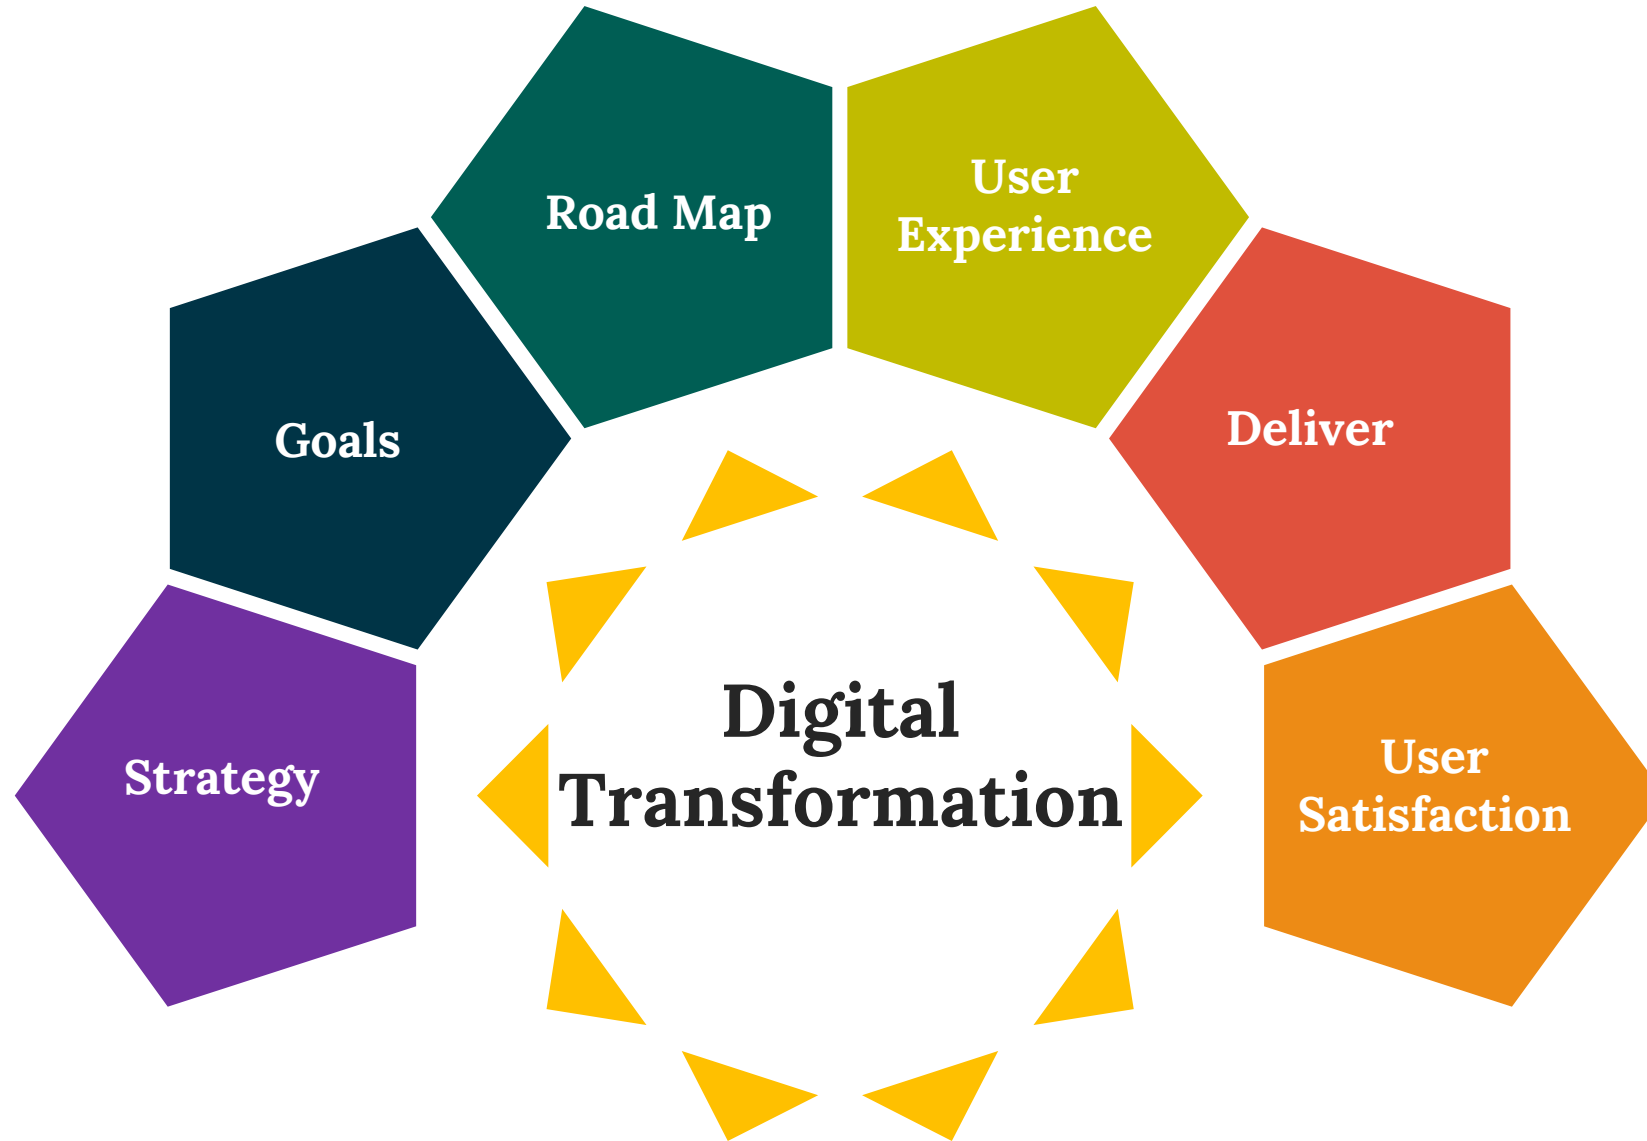 Strategy
Goals
Road Map
User
Experience
Deliver
User
Satisfaction
Digital
Transformation